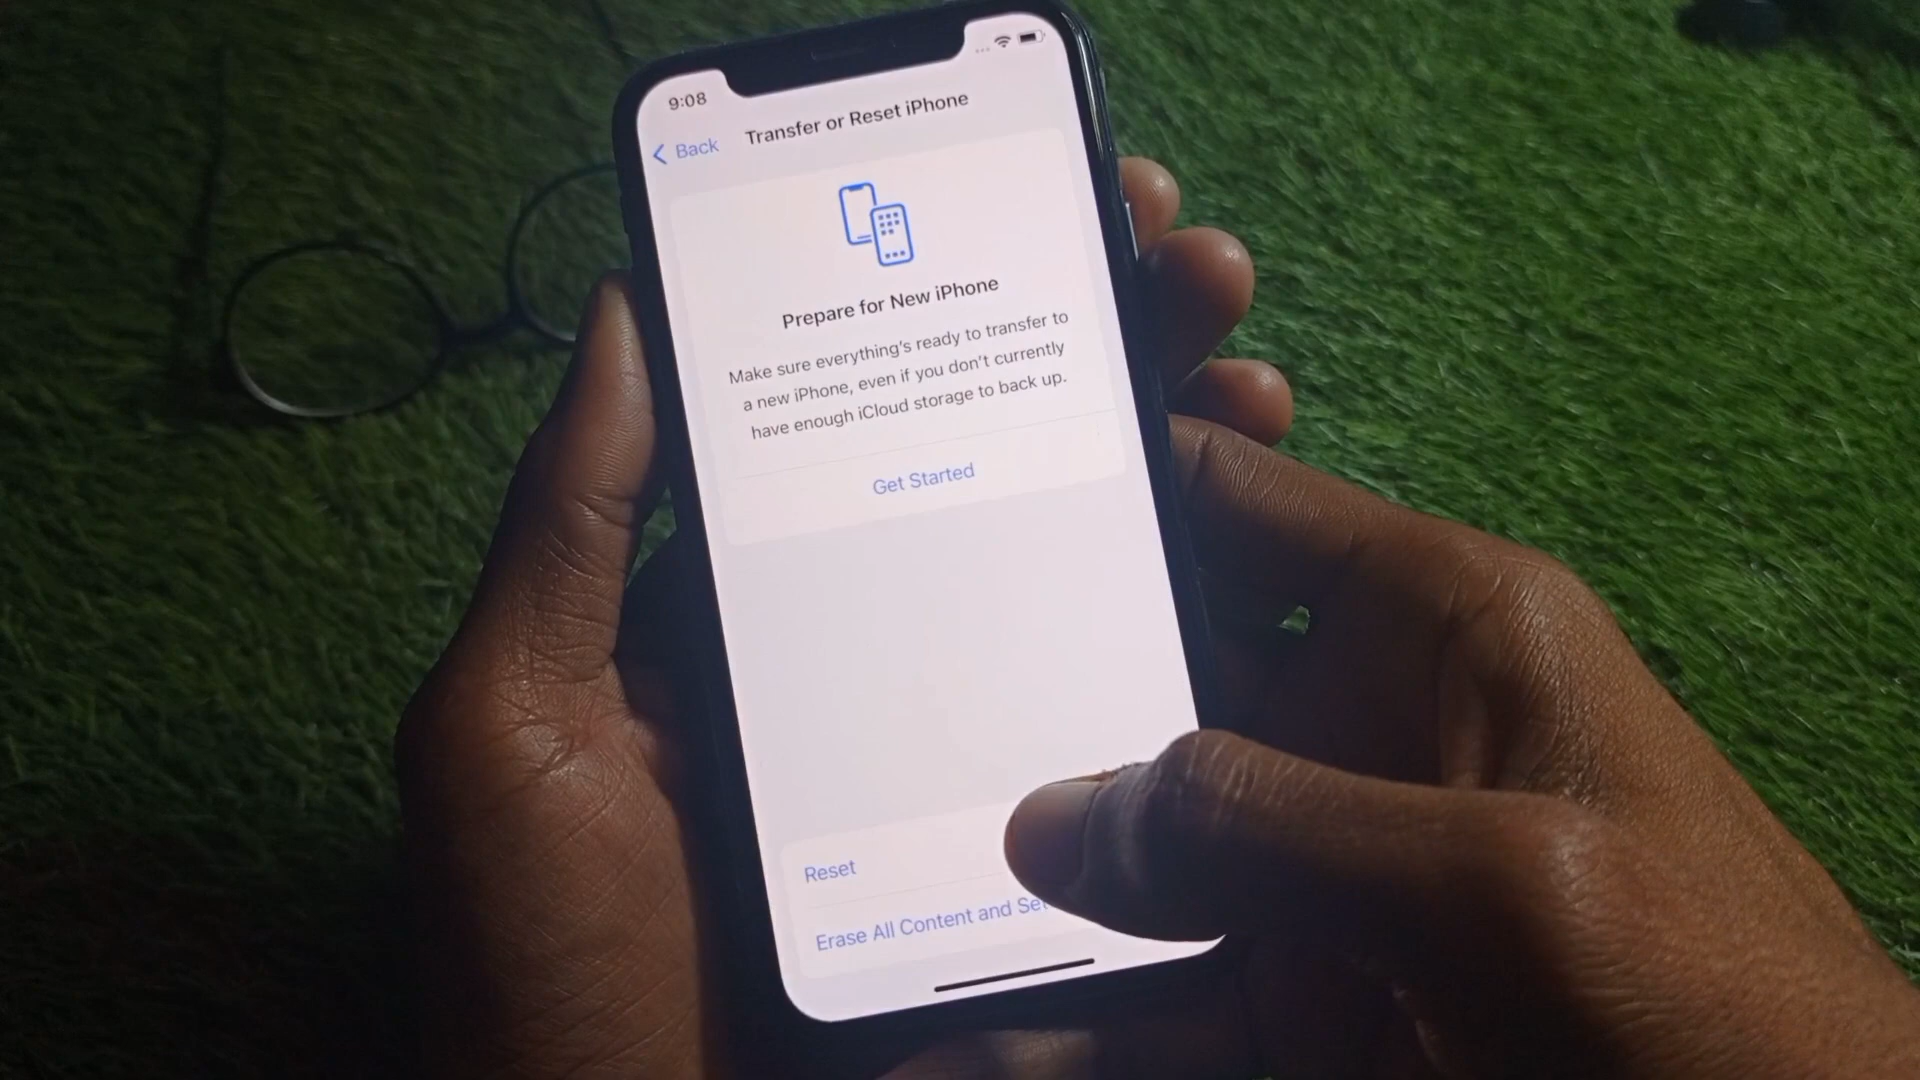 9:08
Back
Transfer or Reset iPhone
Prepare for New iPhone
Make sure everything's ready to transfer to
a new iPhone, even if you don't currently
have enough iCloud storage to back up.
Get Started
Reset
Erase All Content and